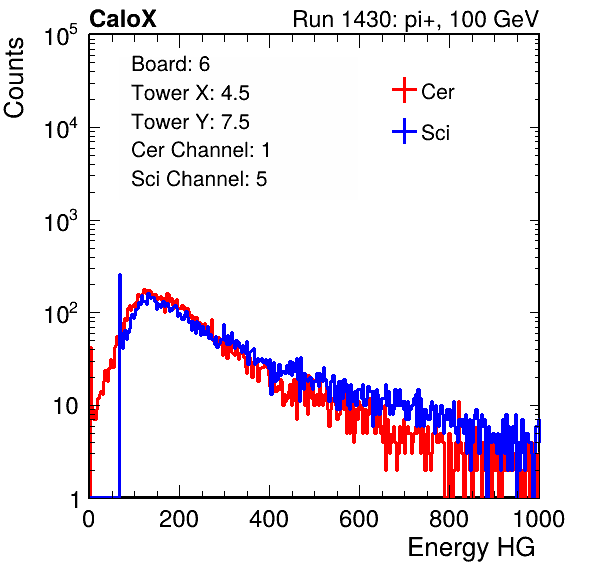 CaloX Run 1430: pi+, 100 GeV
Counts
10^5
10^4
10^3
10^2
10
1
Board: 6
Tower X: 4.5
Tower Y: 7.5
Cer Channel: 1
Sci Channel: 5
Cer
Sci
0 200 400 600 800 1000
Energy HG